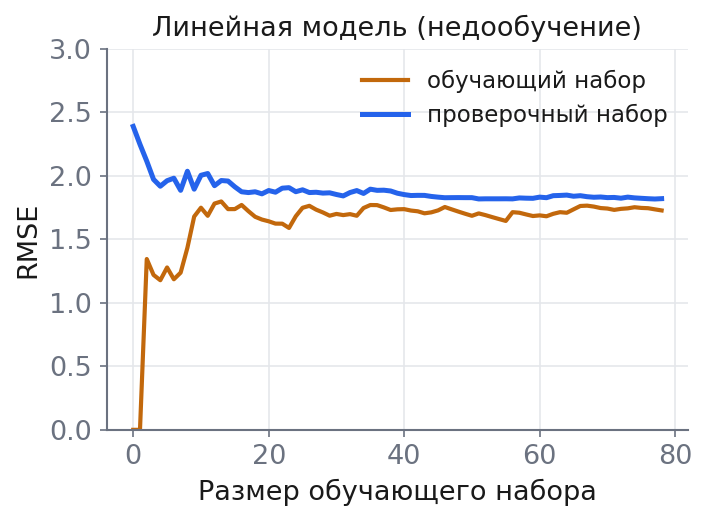 Линейная модель (недообучение)
3.0
2.5
2.0
1.5
1.0
0.5
0.0
RMSE
обучающий набор
проверочный набор
0
20
40
60
80
Размер обучающего набора